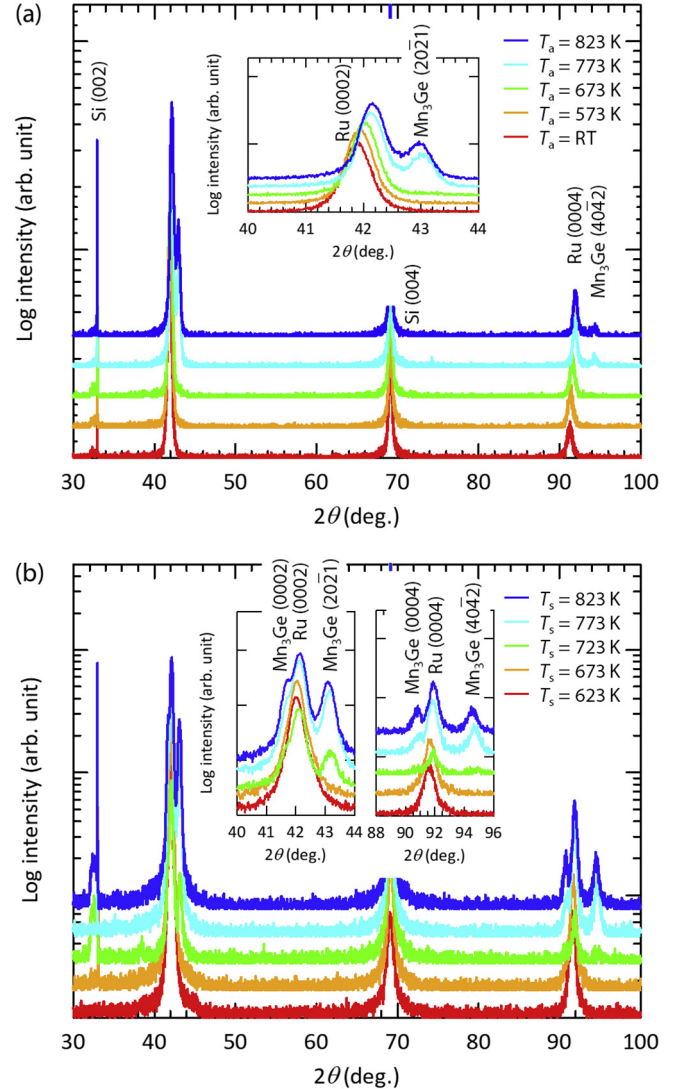 (a)
Log intensity (arb. unit)
Si (002)
Tₐ = 823 K
Tₐ = 773 K
Tₐ = 673 K
Tₐ = 573 K
Tₐ = RT
Log intensity (arb. unit)
Ru (0002)
Mn₃Ge (202̄1)
40 41 42 43 44
2θ (deg.)
Si (004)
Ru (0004)
Mn₃Ge (4042)
30 40 50 60 70 80 90 100
2θ (deg.)
(b)
Log intensity (arb. unit)
Tₛ = 823 K
Tₛ = 773 K
Tₛ = 723 K
Tₛ = 673 K
Tₛ = 623 K
Log intensity (arb. unit)
Mn₃Ge (0002)
Ru (0002)
Mn₃Ge (202̄1)
40 41 42 43 44
2θ (deg.)
Mn₃Ge (0004)
Ru (0004)
Mn₃Ge (404̄2)
88 90 92 94 96
2θ (deg.)
30 40 50 60 70 80 90 100
2θ (deg.)